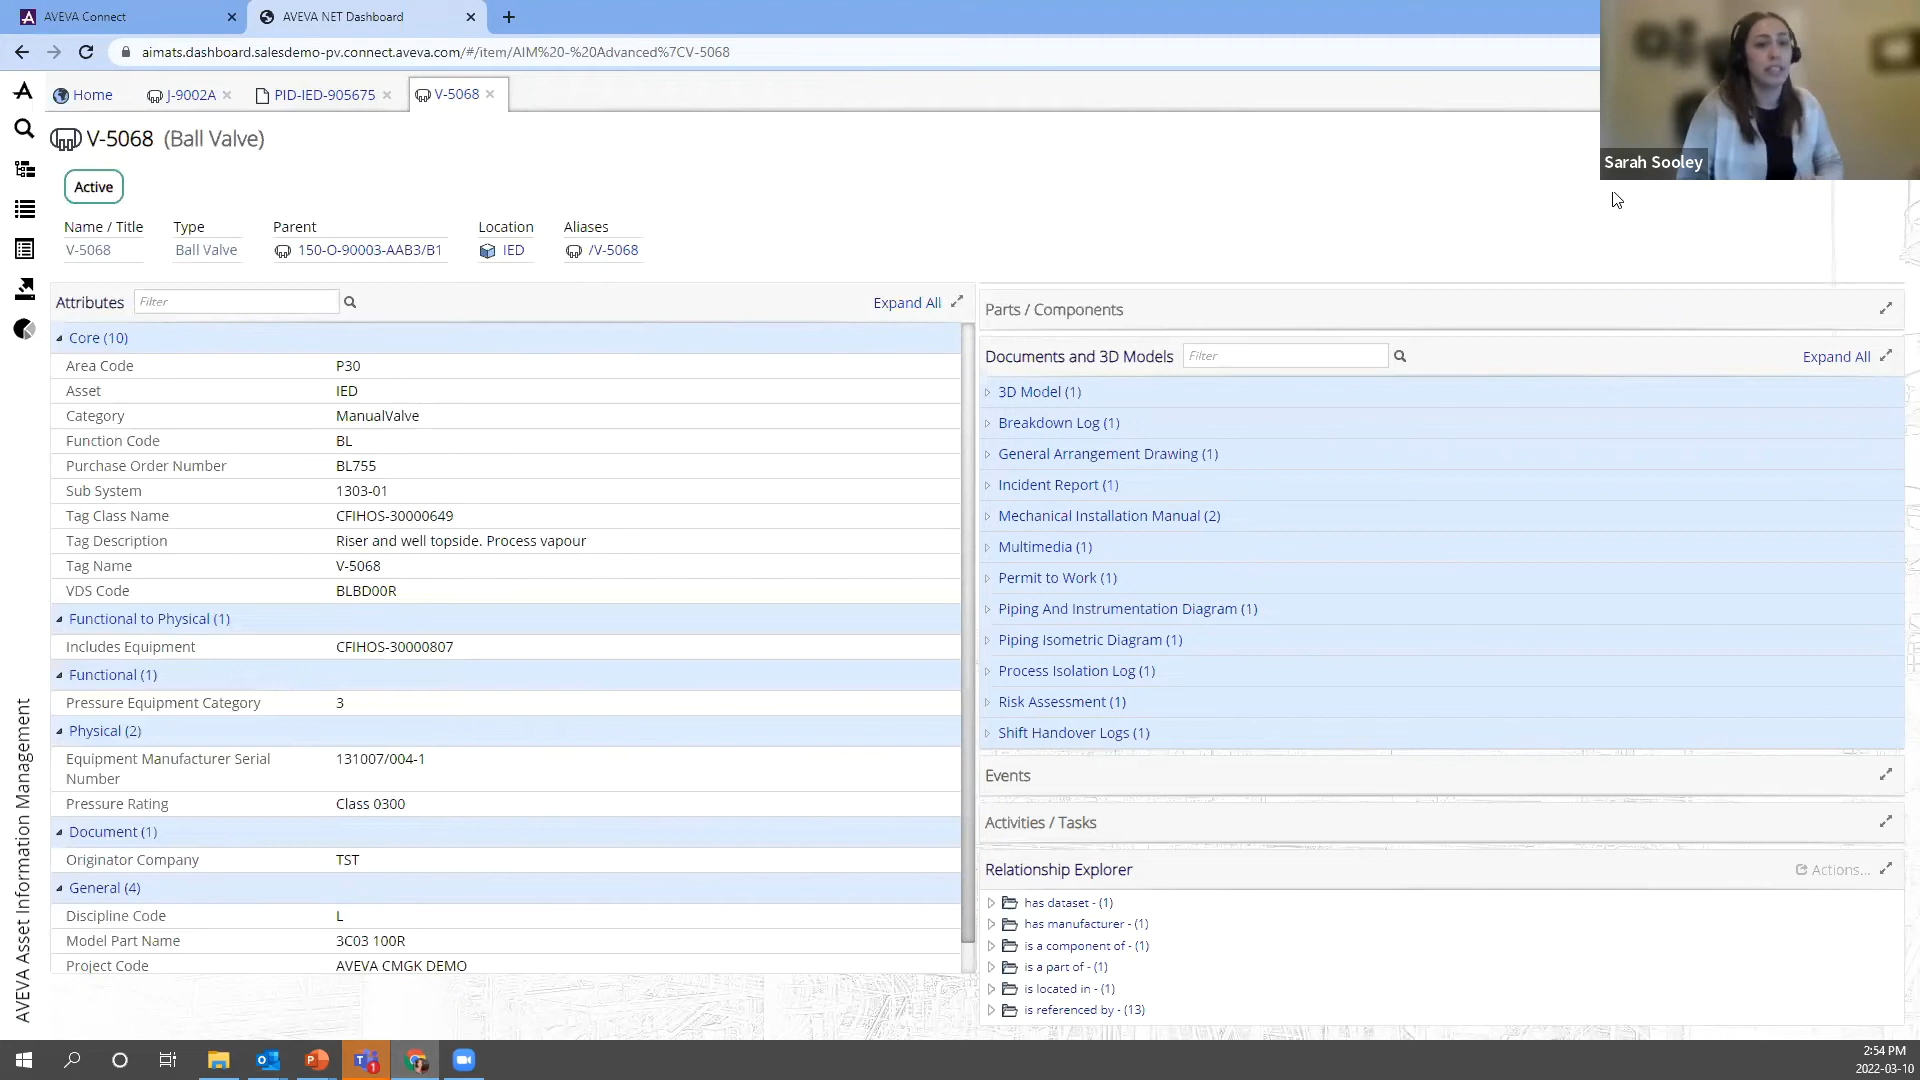 AVEVA Connect
AVEVA NET Dashboard
aimats.dashboard.salesdemo-pv.connect.aveva.com/#/item/AIM%20-%20Advanced%7CV-5068
Home
J-9002A
PID-IED-905675
V-5068
V-5068 (Ball Valve)
Sarah Sooley
Active
Name / Title Type Parent Location Aliases
V-5068 Ball Valve 150-O-90003-AAB3/B1 IED /V-5068
Attributes Filter Expand All
Core (10)
Area Code P30
Asset IED
Category ManualValve
Function Code BL
Purchase Order Number BL755
Sub System 1303-01
Tag Class Name CFIHOS-30000649
Tag Description Riser and well topside. Process vapour
Tag Name V-5068
VDS Code BLBD00R
Functional to Physical (1)
Includes Equipment CFIHOS-30000807
Functional (1)
Pressure Equipment Category 3
Physical (2)
Equipment Manufacturer Serial 131007/004-1
Number
Pressure Rating Class 0300
Document (1)
Originator Company TST
General (4)
Discipline Code L
Model Part Name 3C03 100R
Project Code AVEVA CMGK DEMO
Parts / Components
Documents and 3D Models Filter Expand All
3D Model (1)
Breakdown Log (1)
General Arrangement Drawing (1)
Incident Report (1)
Mechanical Installation Manual (2)
Multimedia (1)
Permit to Work (1)
Piping And Instrumentation Diagram (1)
Piping Isometric Diagram (1)
Process Isolation Log (1)
Risk Assessment (1)
Shift Handover Logs (1)
Events
Activities / Tasks
Relationship Explorer Actions...
has dataset - (1)
has manufacturer - (1)
is a component of - (1)
is a part of - (1)
is located in - (1)
is referenced by - (13)
AVEVA Asset Information Management
2:54 PM
2022-03-10